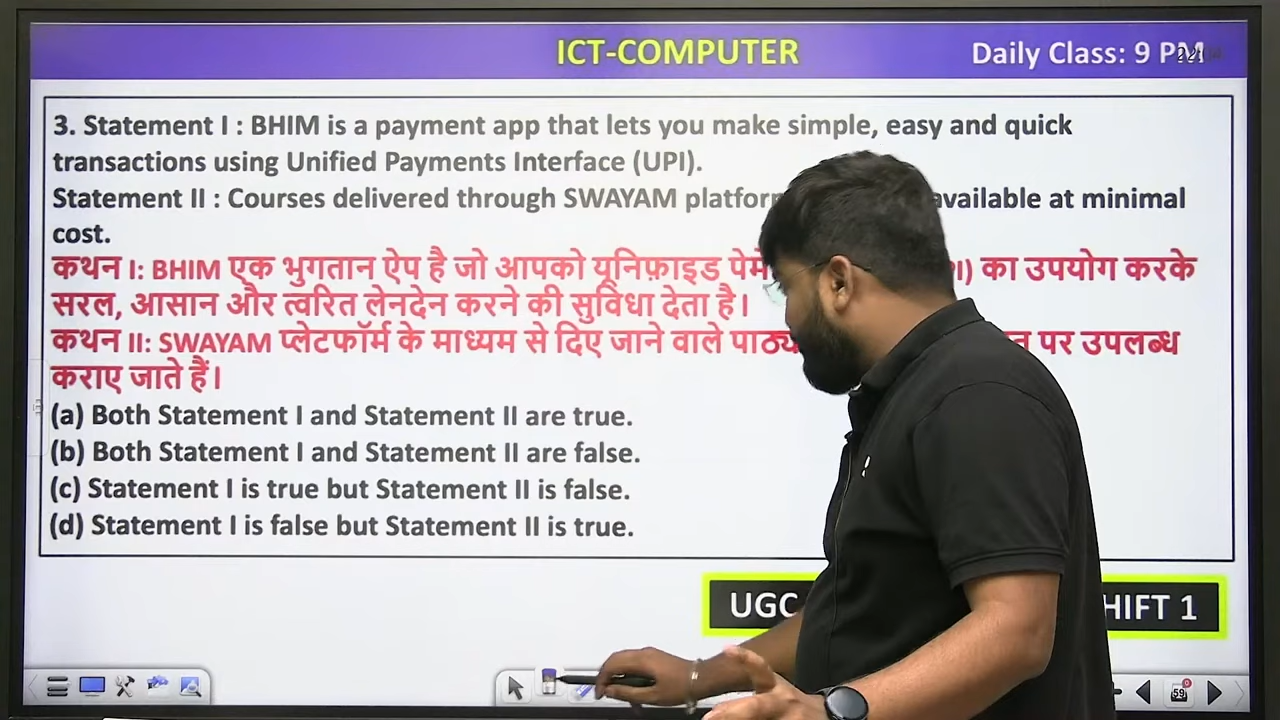 ICT-COMPUTER
Daily Class: 9 PM
3. Statement I : BHIM is a payment app that lets you make simple, easy and quick
transactions using Unified Payments Interface (UPI).
Statement II : Courses delivered through SWAYAM available at minimal
cost.
कथन I: BHIM एक भुगतान ऐप है जो आपको यूनिफ़ाइड का उपयोग करके
सरल, आसान और त्वरित लेनदेन करने की सुविधा देता है।
कथन II: SWAYAM प्लेटफॉर्म के माध्यम से दिए जाने वाले पर उपलब्ध
कराए जाते हैं।
(a) Both Statement I and Statement II are true.
(b) Both Statement I and Statement II are false.
(c) Statement I is true but Statement II is false.
(d) Statement I is false but Statement II is true.
UGC HIFT 1
59